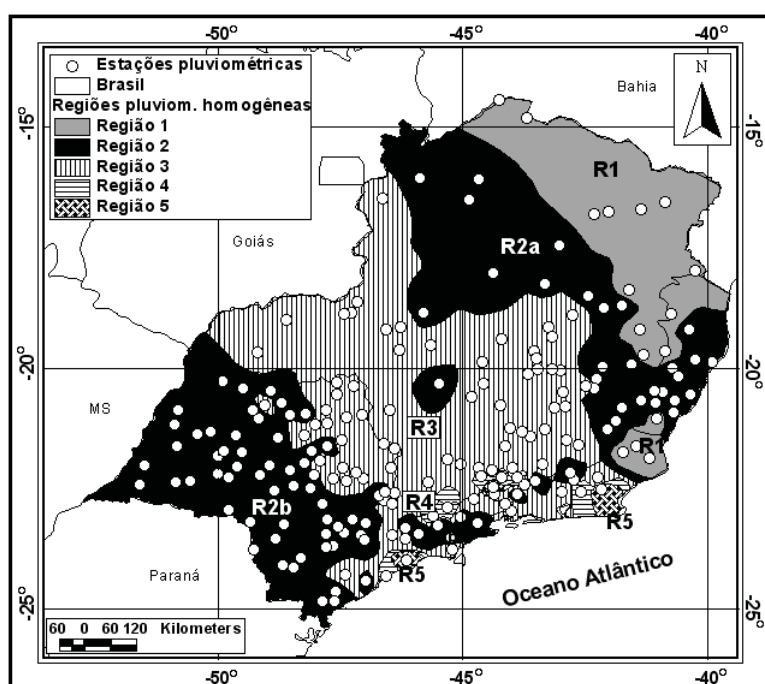 -50°
-45°
-40°
Estações pluviométricas
Brasil
Regiões pluviom. homogêneas
Região 1
Região 2
Região 3
Região 4
Região 5
N
Bahia
-15°
-15°
R1
Goiás
R2a
-20°
-20°
MS
R3
R1
R4
R2b
R5
R5
Paraná
Oceano Atlântico
-25°
-25°
60 0 60 120 Kilometers
-50°
-45°
-40°